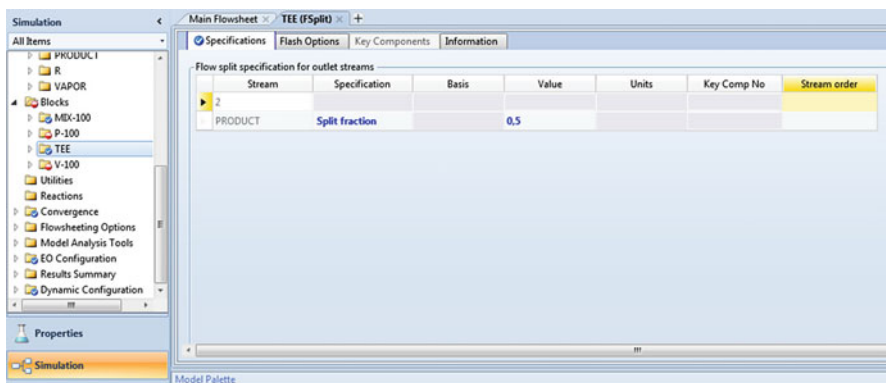 Simulation
All Items
PRODUCT
R
VAPOR
Blocks
MIX-100
P-100
TEE
V-100
Utilities
Reactions
Convergence
Flowsheeting Options
Model Analysis Tools
EO Configuration
Results Summary
Dynamic Configuration
Properties
Simulation
Main Flowsheet TEE (FSplit) +
Specifications Flash Options Key Components Information
Flow split specification for outlet streams
Stream Specification Basis Value Units Key Comp No Stream order
2
PRODUCT Split fraction 0,5
Model Palette